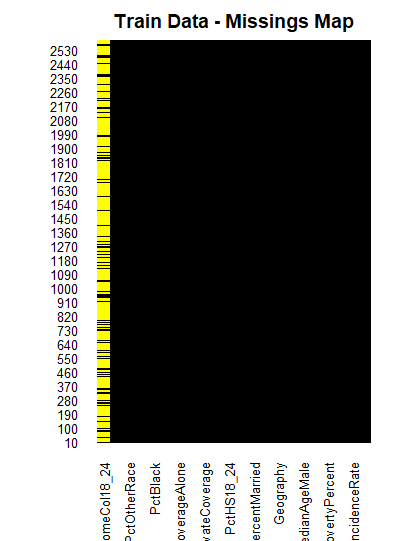 Train Data - Missings Map
2530
2440
2350
2260
2170
2080
1990
1900
1810
1720
1630
1540
1450
1360
1270
1180
1090
1000
910
820
730
640
550
460
370
280
190
100
10
omeCol18_24
PctOtherRace
PctBlack
overageAlone
vateCoverage
PctHS18_24
ercentMarried
Geography
edianAgeMale
overtyPercent
ncidenceRate